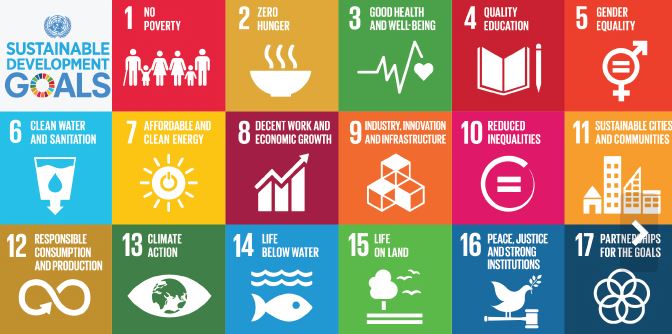 SUSTAINABLE
DEVELOPMENT
GOALS
1 NO
POVERTY
2 ZERO
HUNGER
3 GOOD HEALTH
AND WELL-BEING
4 QUALITY
EDUCATION
5 GENDER
EQUALITY
6 CLEAN WATER
AND SANITATION
7 AFFORDABLE AND
CLEAN ENERGY
8 DECENT WORK AND
ECONOMIC GROWTH
9 INDUSTRY, INNOVATION
AND INFRASTRUCTURE
10 REDUCED
INEQUALITIES
11 SUSTAINABLE CITIES
AND COMMUNITIES
12 RESPONSIBLE
CONSUMPTION
AND PRODUCTION
13 CLIMATE
ACTION
14 LIFE
BELOW WATER
15 LIFE
ON LAND
16 PEACE, JUSTICE
AND STRONG
INSTITUTIONS
17 PARTNERSHIPS
FOR THE GOALS